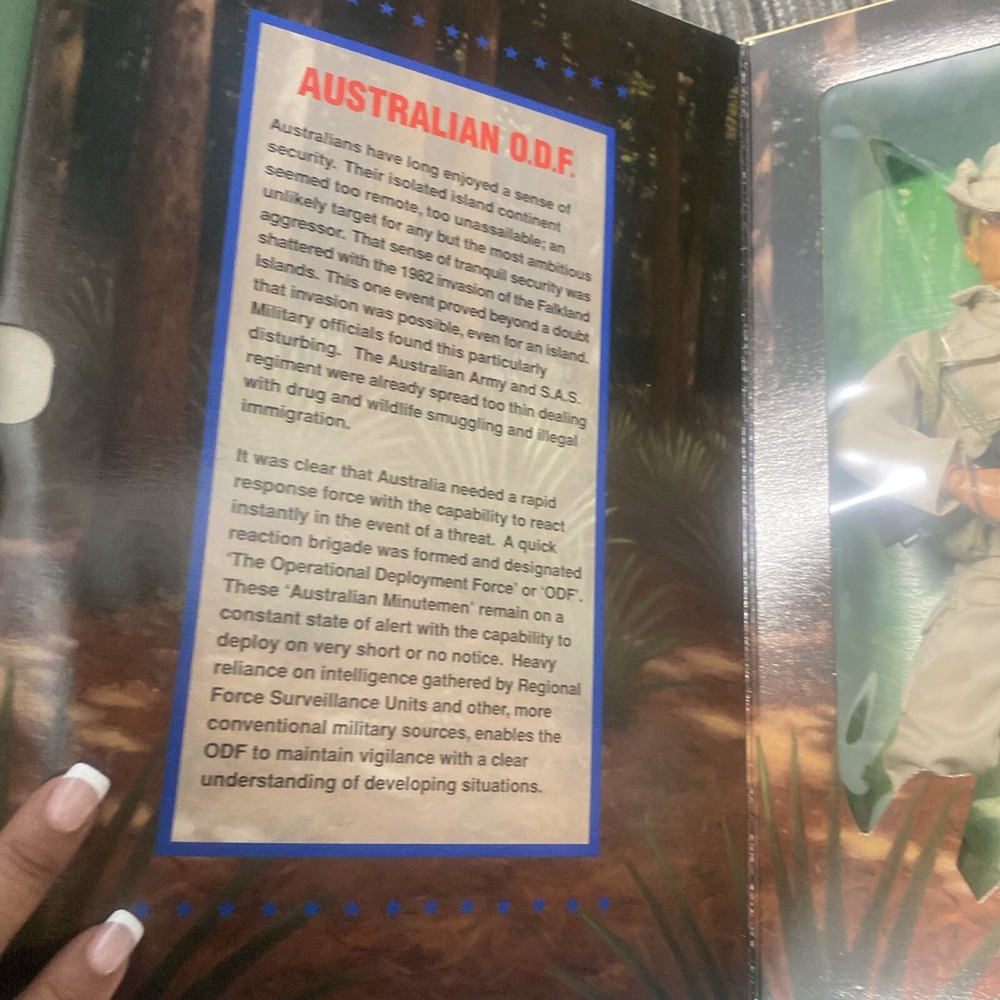 AUSTRALIAN O.D.F.
Australians have long enjoyed a sense of
security. Their isolated island continent
seemed too remote, too unassailable; an
unlikely target for any but the most ambitious
aggressor. That sense of tranquil security was
shattered with the 1982 invasion of the Falkland
Islands. This one event proved beyond a doubt
that invasion was possible, even for an island.
Military officials found this particularly
disturbing. The Australian Army and S.A.S.
regiment were already spread too thin dealing
with drug and wildlife smuggling and illegal
immigration.
It was clear that Australia needed a rapid
response force with the capability to react
instantly in the event of a threat. A quick
reaction brigade was formed and designated
'The Operational Deployment Force' or 'ODF'.
These 'Australian Minutemen' remain on a
constant state of alert with the capability to
deploy on very short or no notice. Heavy
reliance on intelligence gathered by Regional
Force Surveillance Units and other, more
conventional military sources, enables the
ODF to maintain vigilance with a clear
understanding of developing situations.